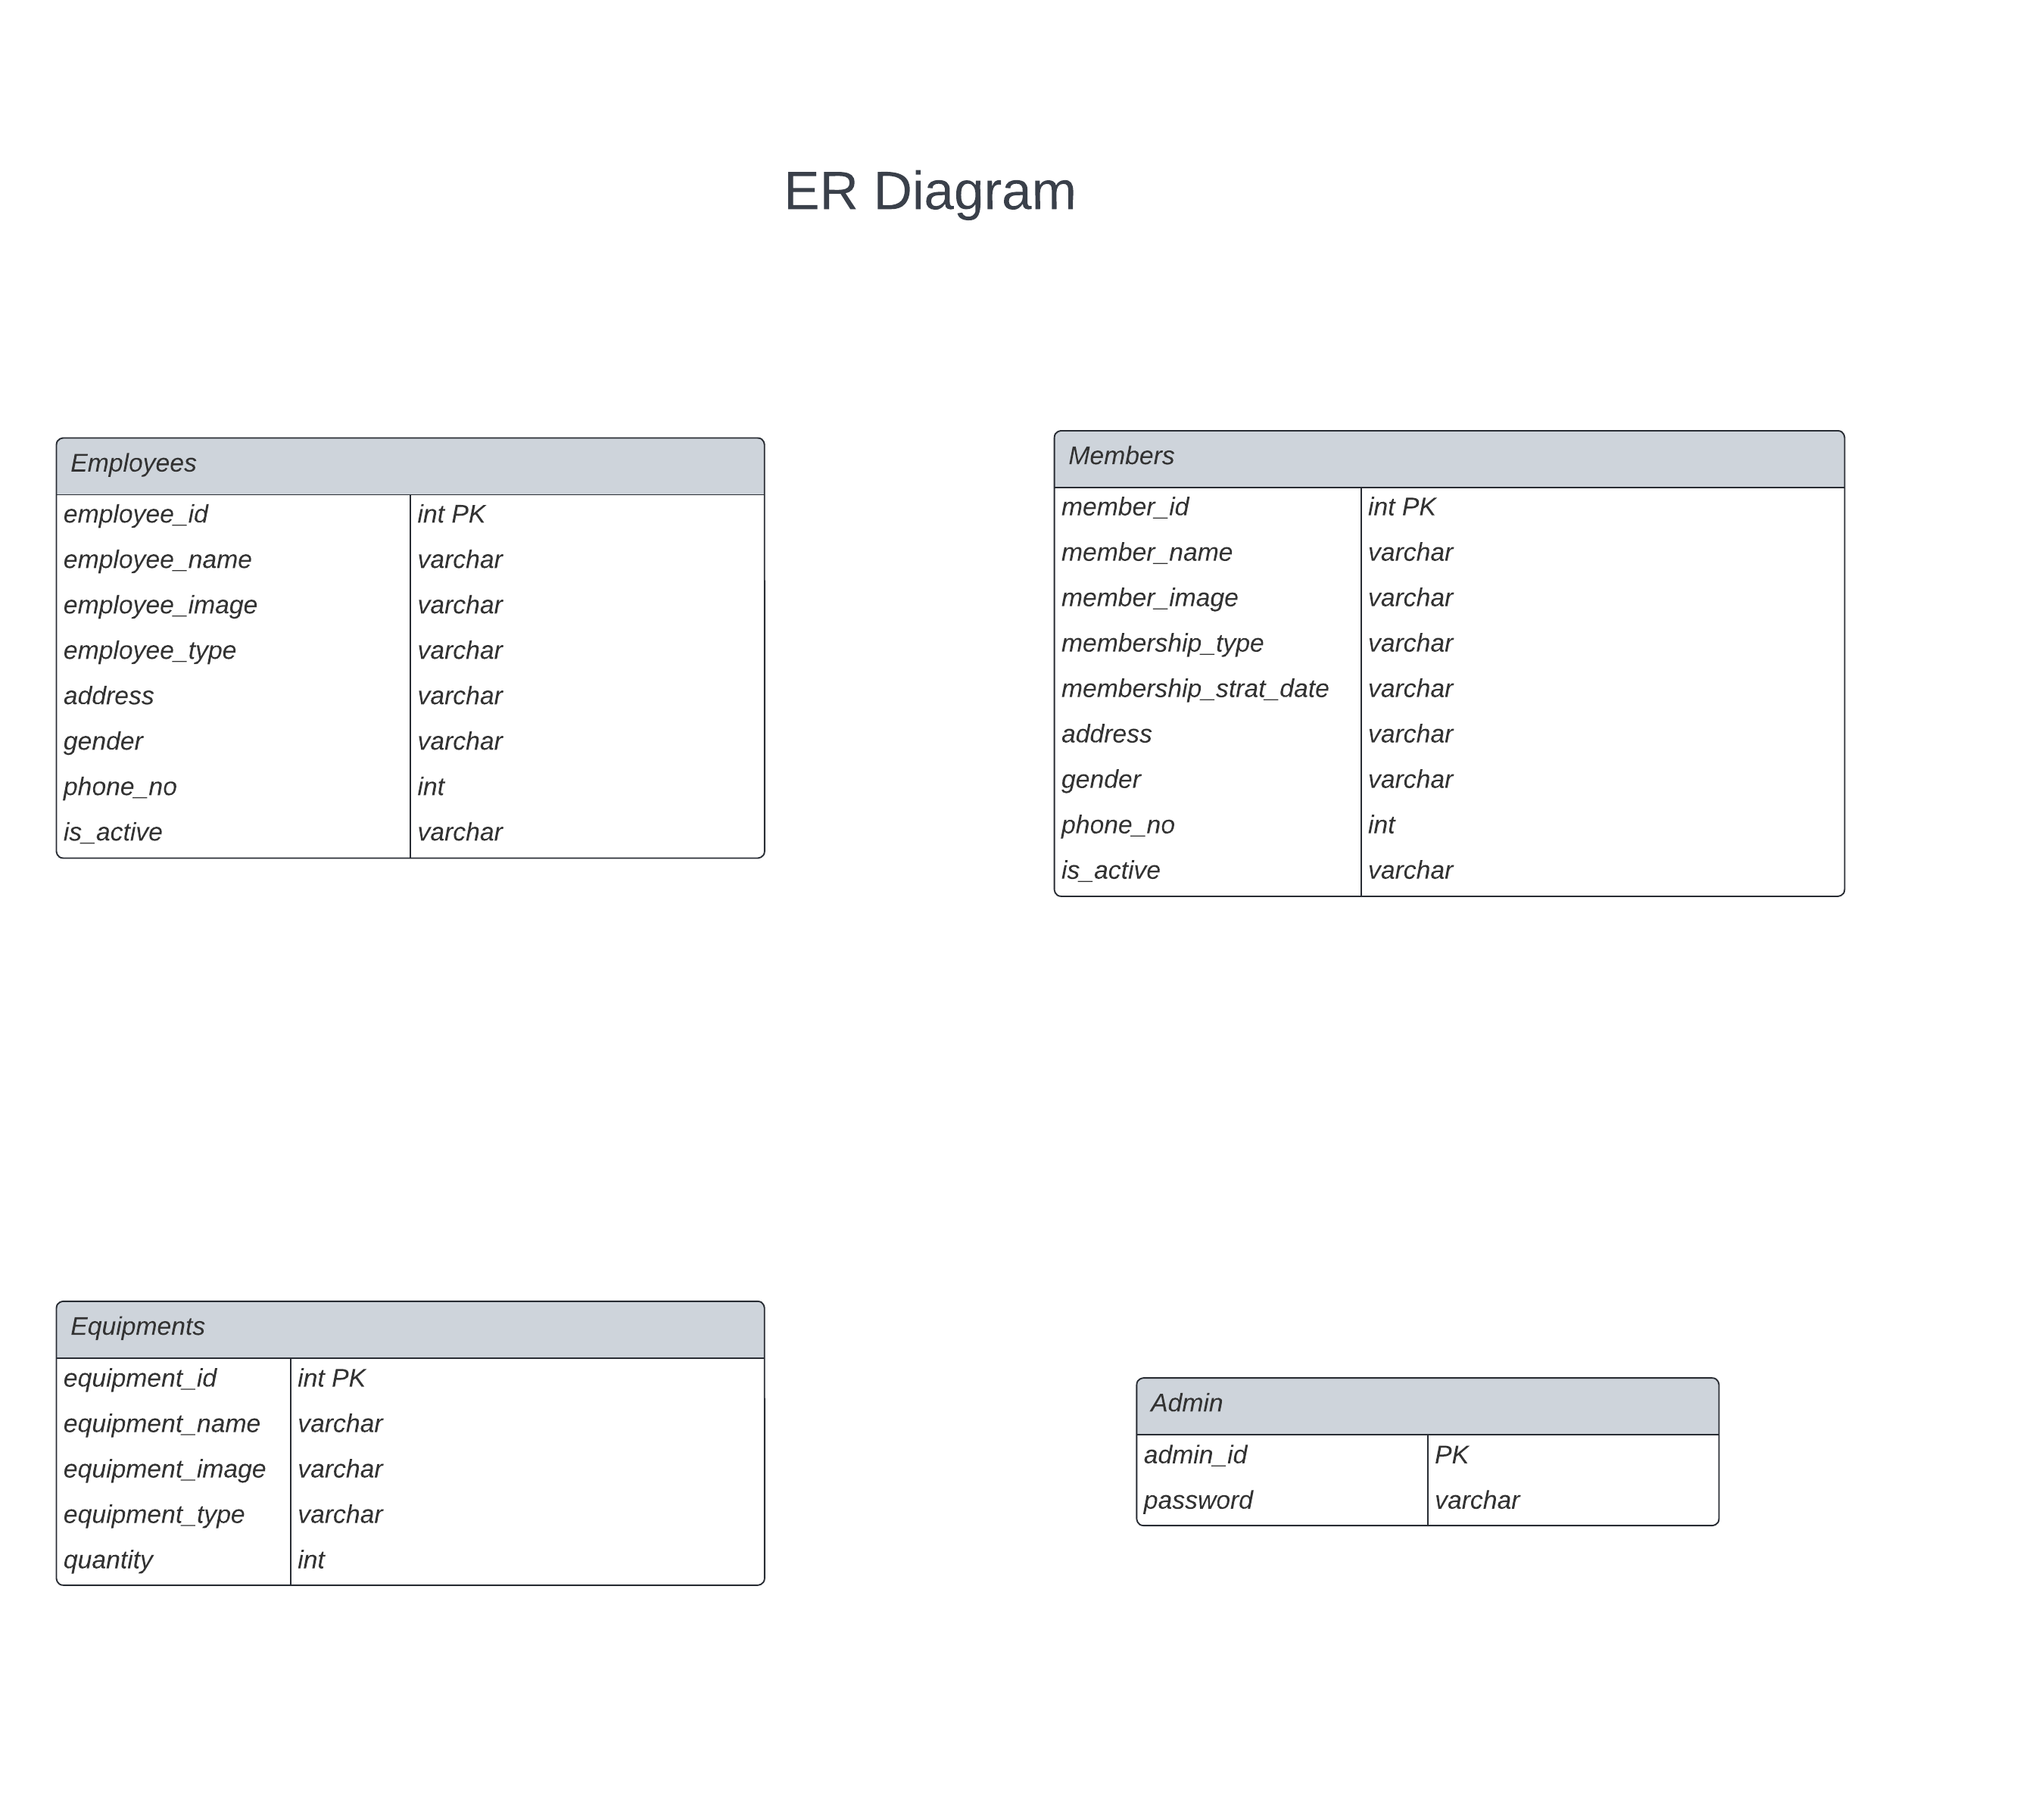 ER Diagram
Employees
employee_id int PK
employee_name varchar
employee_image varchar
employee_type varchar
address varchar
gender varchar
phone_no int
is_active varchar
Members
member_id int PK
member_name varchar
member_image varchar
membership_type varchar
membership_strat_date varchar
address varchar
gender varchar
phone_no int
is_active varchar
Equipments
equipment_id int PK
equipment_name varchar
equipment_image varchar
equipment_type varchar
quantity int
Admin
admin_id PK
password varchar